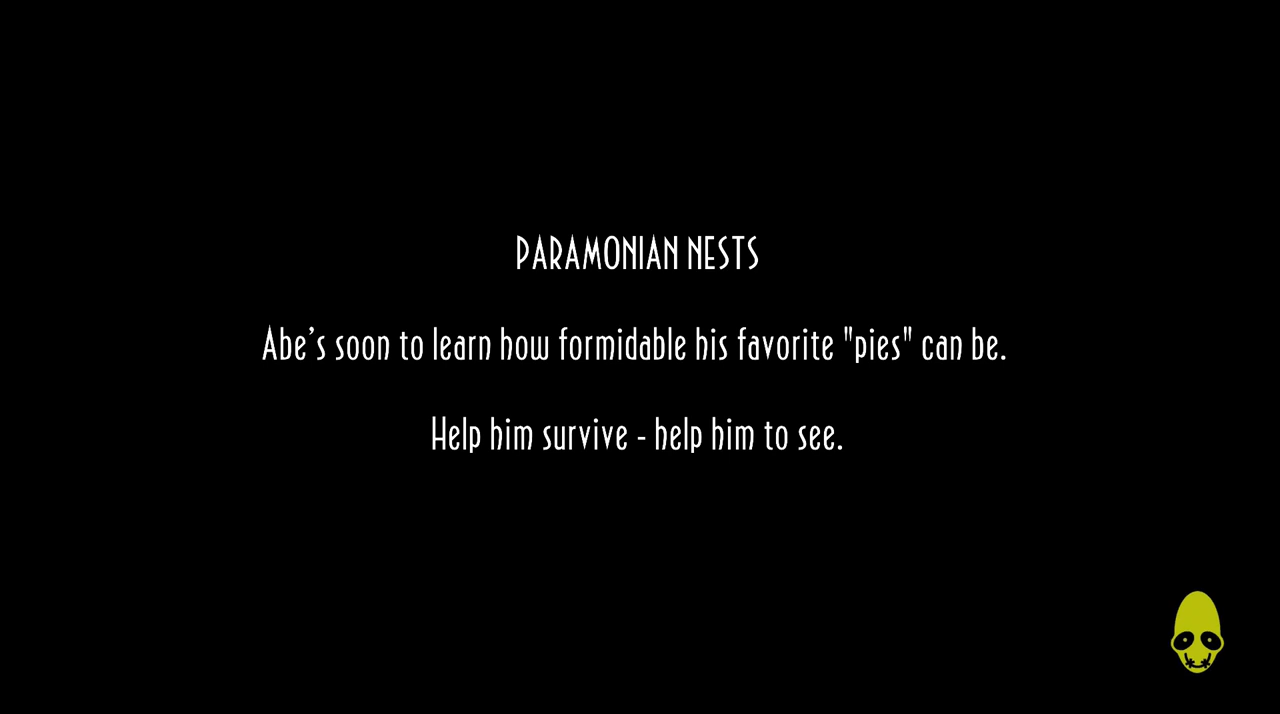 PARAMONIAN NESTS
Abe's soon to learn how formidable his favorite "pies" can be.
Help him survive - help him to see.